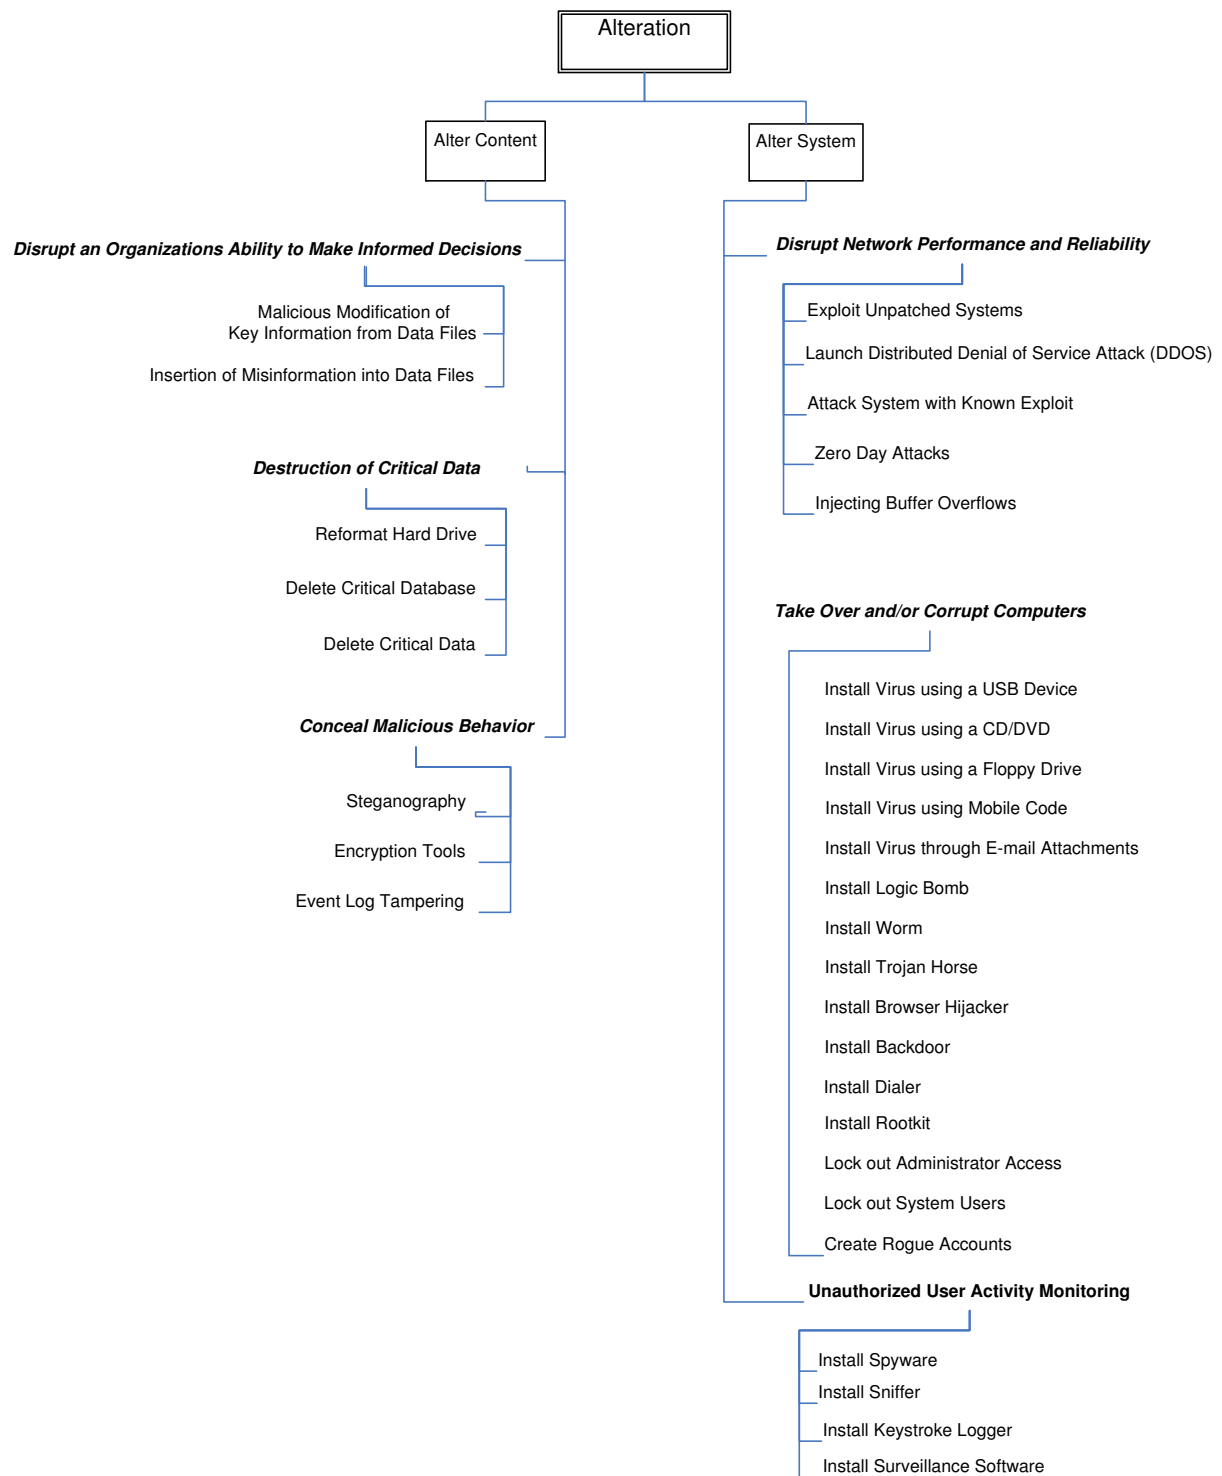 Alteration
Alter Content
Alter System
Disrupt an Organizations Ability to Make Informed Decisions
Malicious Modification of
Key Information from Data Files
Insertion of Misinformation into Data Files
Destruction of Critical Data
Reformat Hard Drive
Delete Critical Database
Delete Critical Data
Conceal Malicious Behavior
Steganography
Encryption Tools
Event Log Tampering
Disrupt Network Performance and Reliability
Exploit Unpatched Systems
Launch Distributed Denial of Service Attack (DDOS)
Attack System with Known Exploit
Zero Day Attacks
Injecting Buffer Overflows
Take Over and/or Corrupt Computers
Install Virus using a USB Device
Install Virus using a CD/DVD
Install Virus using a Floppy Drive
Install Virus using Mobile Code
Install Virus through E-mail Attachments
Install Logic Bomb
Install Worm
Install Trojan Horse
Install Browser Hijacker
Install Backdoor
Install Dialer
Install Rootkit
Lock out Administrator Access
Lock out System Users
Create Rogue Accounts
Unauthorized User Activity Monitoring
Install Spyware
Install Sniffer
Install Keystroke Logger
Install Surveillance Software